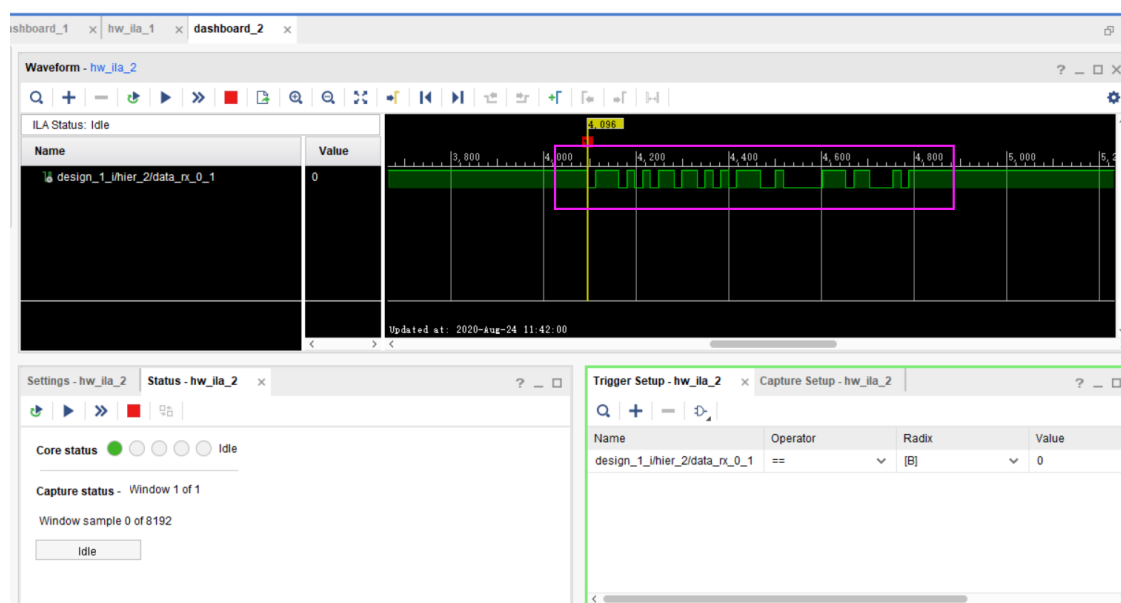 shboard_1 × hw_ila_1 × dashboard_2 ×
Waveform - hw_ila_2
? _ □ ×
ILA Status: Idle
4,096
Name Value
3,800 4,000 4,200 4,400 4,600 4,800 5,000 5,2
design_1_i/hier_2/data_rx_0_1 0
Updated at: 2020-Aug-24 11:42:00
Settings - hw_ila_2 Status - hw_ila_2 × ? _ □
Trigger Setup - hw_ila_2 × Capture Setup - hw_ila_2 ? _ □
Name Operator Radix Value
Core status Idle
design_1_i/hier_2/data_rx_0_1 == [B] 0
Capture status - Window 1 of 1
Window sample 0 of 8192
Idle